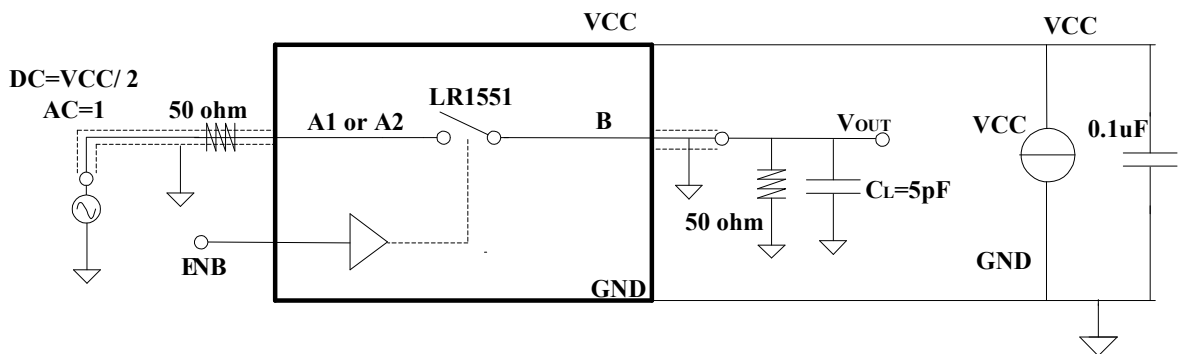 VCC
VCC
DC=VCC/ 2
AC=1
50 ohm
LR1551
A1 or A2
B
VOUT
VCC
0.1uF
CL=5pF
50 ohm
ENB
GND
GND